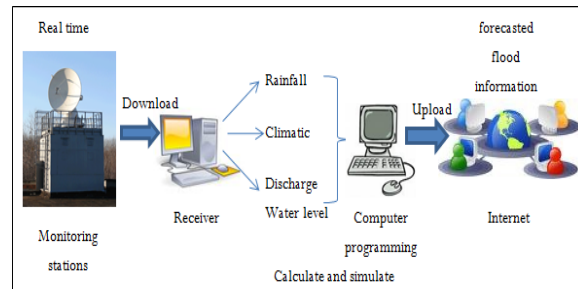 Real time
Monitoring
stations
Download
Receiver
Rainfall
Climatic
Discharge
Water level
Computer
programming
Calculate and simulate
Upload
forecasted
flood
information
Internet